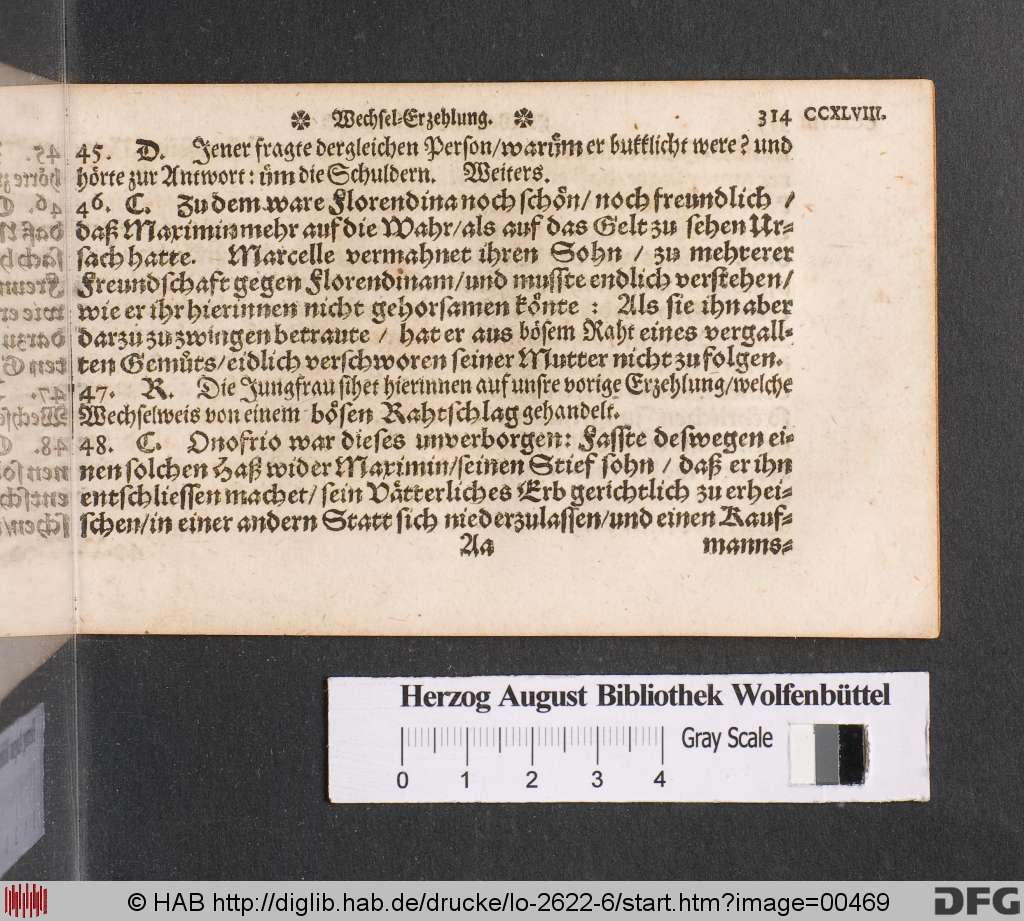 ✼ Wechsel-Erzehlung. ✼ 314 CCXLVIII.
45. D. Jener fragte dergleichen Person/warüm er bukklicht were? und
hörte zur Antwort: üm die Schuldern. Weiters.
46. C. Zu dem ware Florendina noch schön/ noch freundlich /
daß Maximin mehr auf die Wahr/als auf das Gelt zu sehen Ur-
sach hatte. Marcelle vermahnet ihren Sohn / zu mehrerer
Freundschaft gegen Florendinam/und musste endlich verstehen/
wie er ihr hierinnen nicht gehorsamen könte : Als sie ihn aber
darzu zu zwingen betraute / hat er aus bösem Raht eines vergall-
ten Gemüts/eidlich verschworen seiner Mutter nicht zu folgen.
47. R. Die Jungfrau sihet hierinnen auf unsre vorige Erzehlung/welche
Wechselweis von einem bösen Rahtschlag gehandelt.
48. C. Onofrio war dieses unverborgen: Fasste deswegen ei-
nen solchen Haß wider Maximin/seinen Stief sohn / daß er ihn
entschliessen machet/ sein Vätterliches Erb gerichtlich zu erhei-
schen/in einer andern Statt sich niederzulassen/und einen Kauf-
Aa manns-
Herzog August Bibliothek Wolfenbüttel
0 1 2 3 4 Gray Scale
© HAB http://diglib.hab.de/drucke/lo-2622-6/start.htm?image=00469
DFG